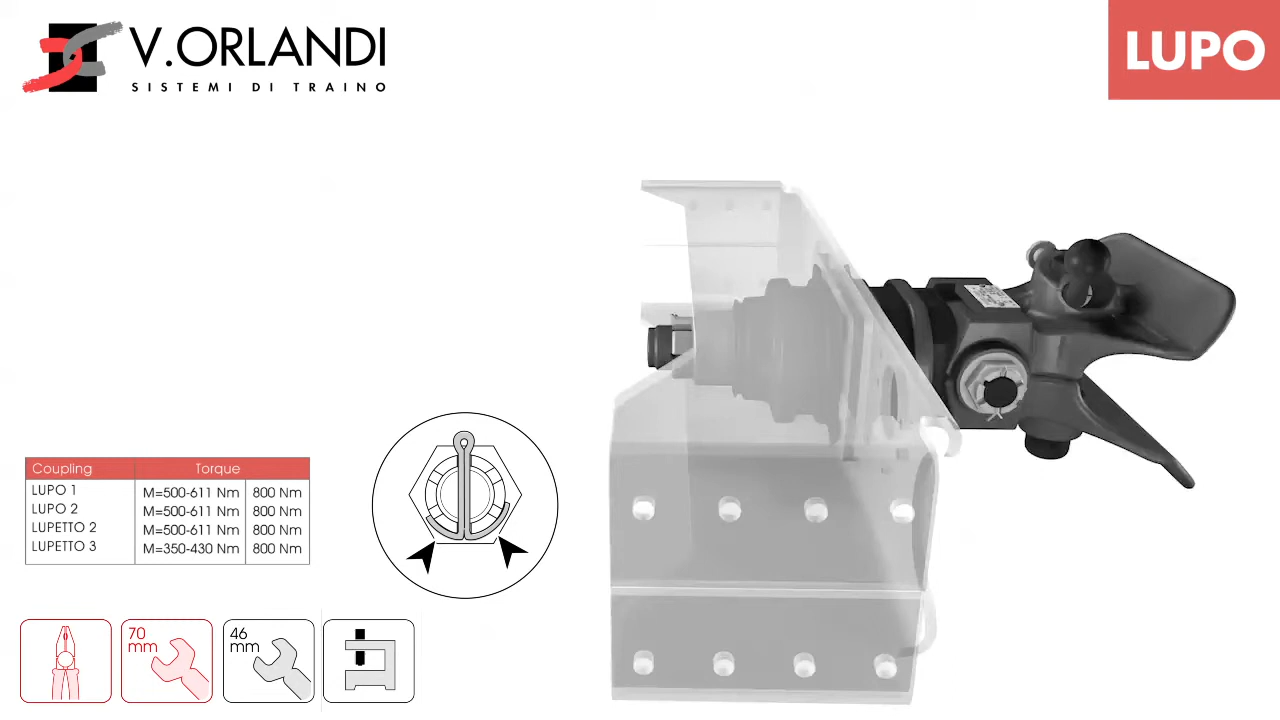 V.ORLANDI
SISTEMI DI TRAINO
LUPO
Coupling Torque
LUPO 1 M=500-611 Nm 800 Nm
LUPO 2 M=500-611 Nm 800 Nm
LUPETTO 2 M=500-611 Nm 800 Nm
LUPETTO 3 M=350-430 Nm 800 Nm
70
mm
46
mm